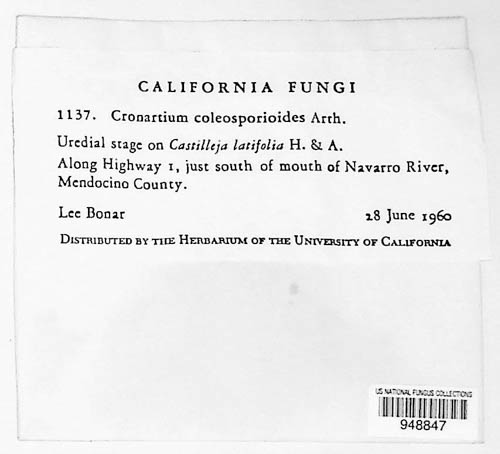 CALIFORNIA FUNGI
1137. Cronartium coleosporioides Arth.
Uredial stage on Castilleja latifolia H. & A.
Along Highway 1, just south of mouth of Navarro River,
Mendocino County.
Lee Bonar 28 June 1960
DISTRIBUTED BY THE HERBARIUM OF THE UNIVERSITY OF CALIFORNIA
US NATIONAL FUNGUS COLLECTIONS
948847